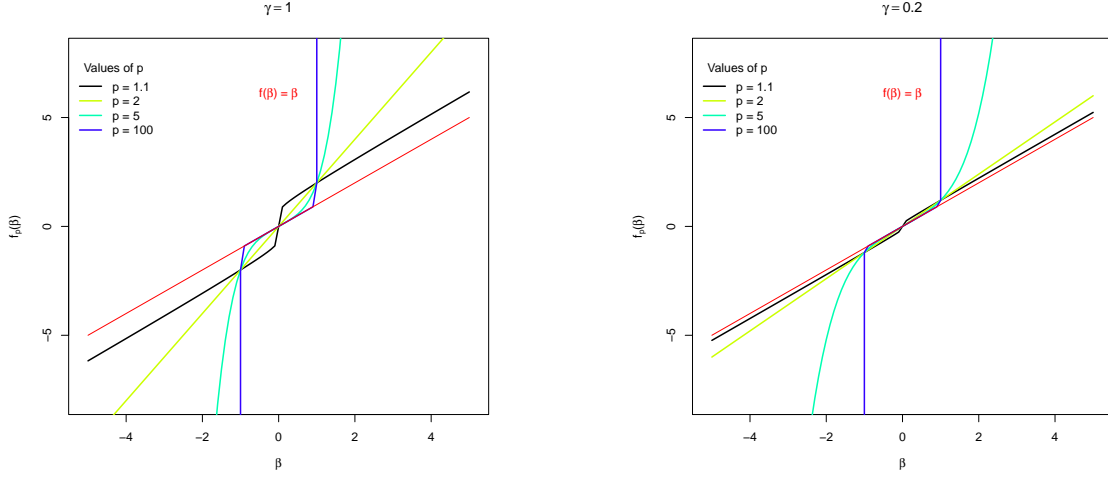 γ = 1
Values of p
p = 1.1
p = 2
p = 5
p = 100
f(β) = β
5
0
−5
fp(β)
−4 −2 0 2 4
β
γ = 0.2
Values of p
p = 1.1
p = 2
p = 5
p = 100
f(β) = β
5
0
−5
fp(β)
−4 −2 0 2 4
β